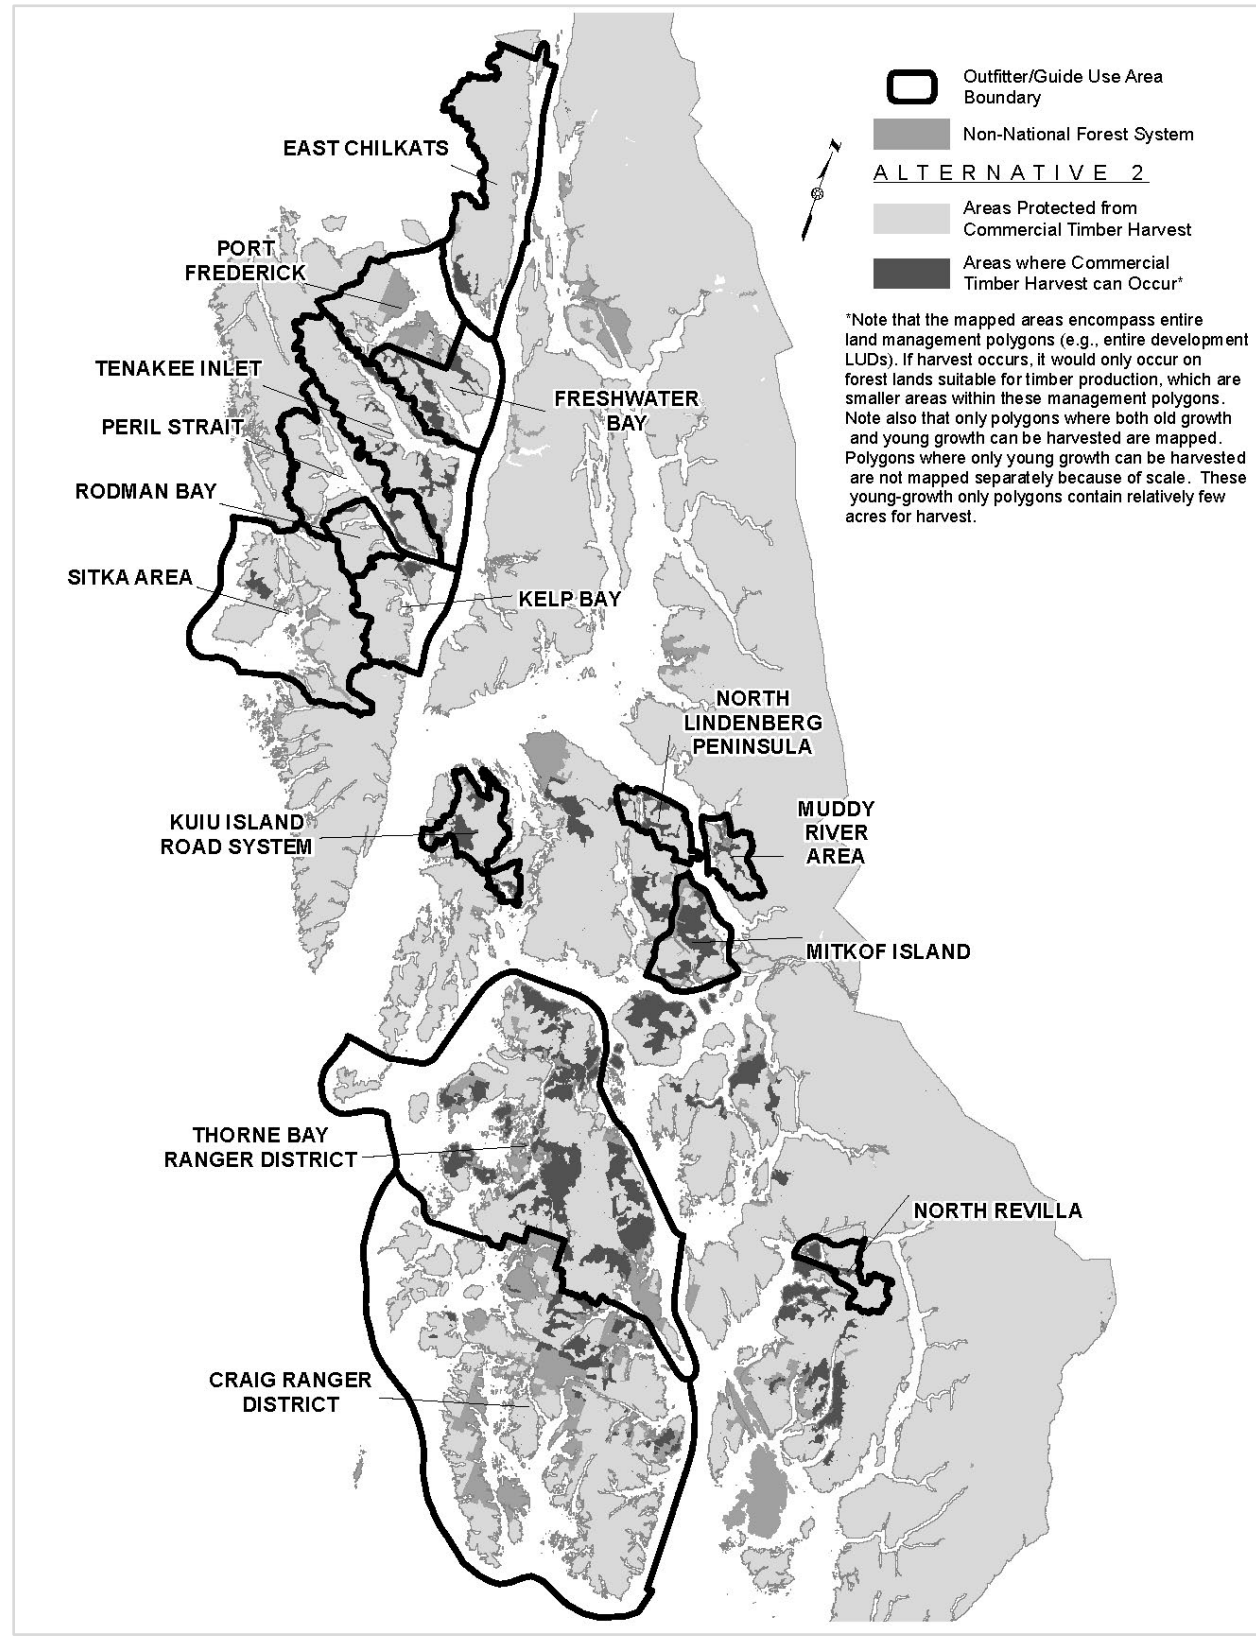 Outfitter/Guide Use Area
Boundary
Non-National Forest System
ALTERNATIVE 2
Areas Protected from
Commercial Timber Harvest
Areas where Commercial
Timber Harvest can Occur*
*Note that the mapped areas encompass entire
land management polygons (e.g., entire development
LUDs). If harvest occurs, it would only occur on
forest lands suitable for timber production, which are
smaller areas within these management polygons.
Note also that only polygons where both old growth
and young growth can be harvested are mapped.
Polygons where only young growth can be harvested
are not mapped separately because of scale. These
young-growth only polygons contain relatively few
acres for harvest.
N
EAST CHILKATS
PORT
FREDERICK
TENAKEE INLET
FRESHWATER
BAY
PERIL STRAIT
RODMAN BAY
SITKA AREA
KELP BAY
NORTH
LINDENBERG
PENINSULA
KUIU ISLAND
ROAD SYSTEM
MUDDY
RIVER
AREA
MITKOF ISLAND
THORNE BAY
RANGER DISTRICT
NORTH REVILLA
CRAIG RANGER
DISTRICT